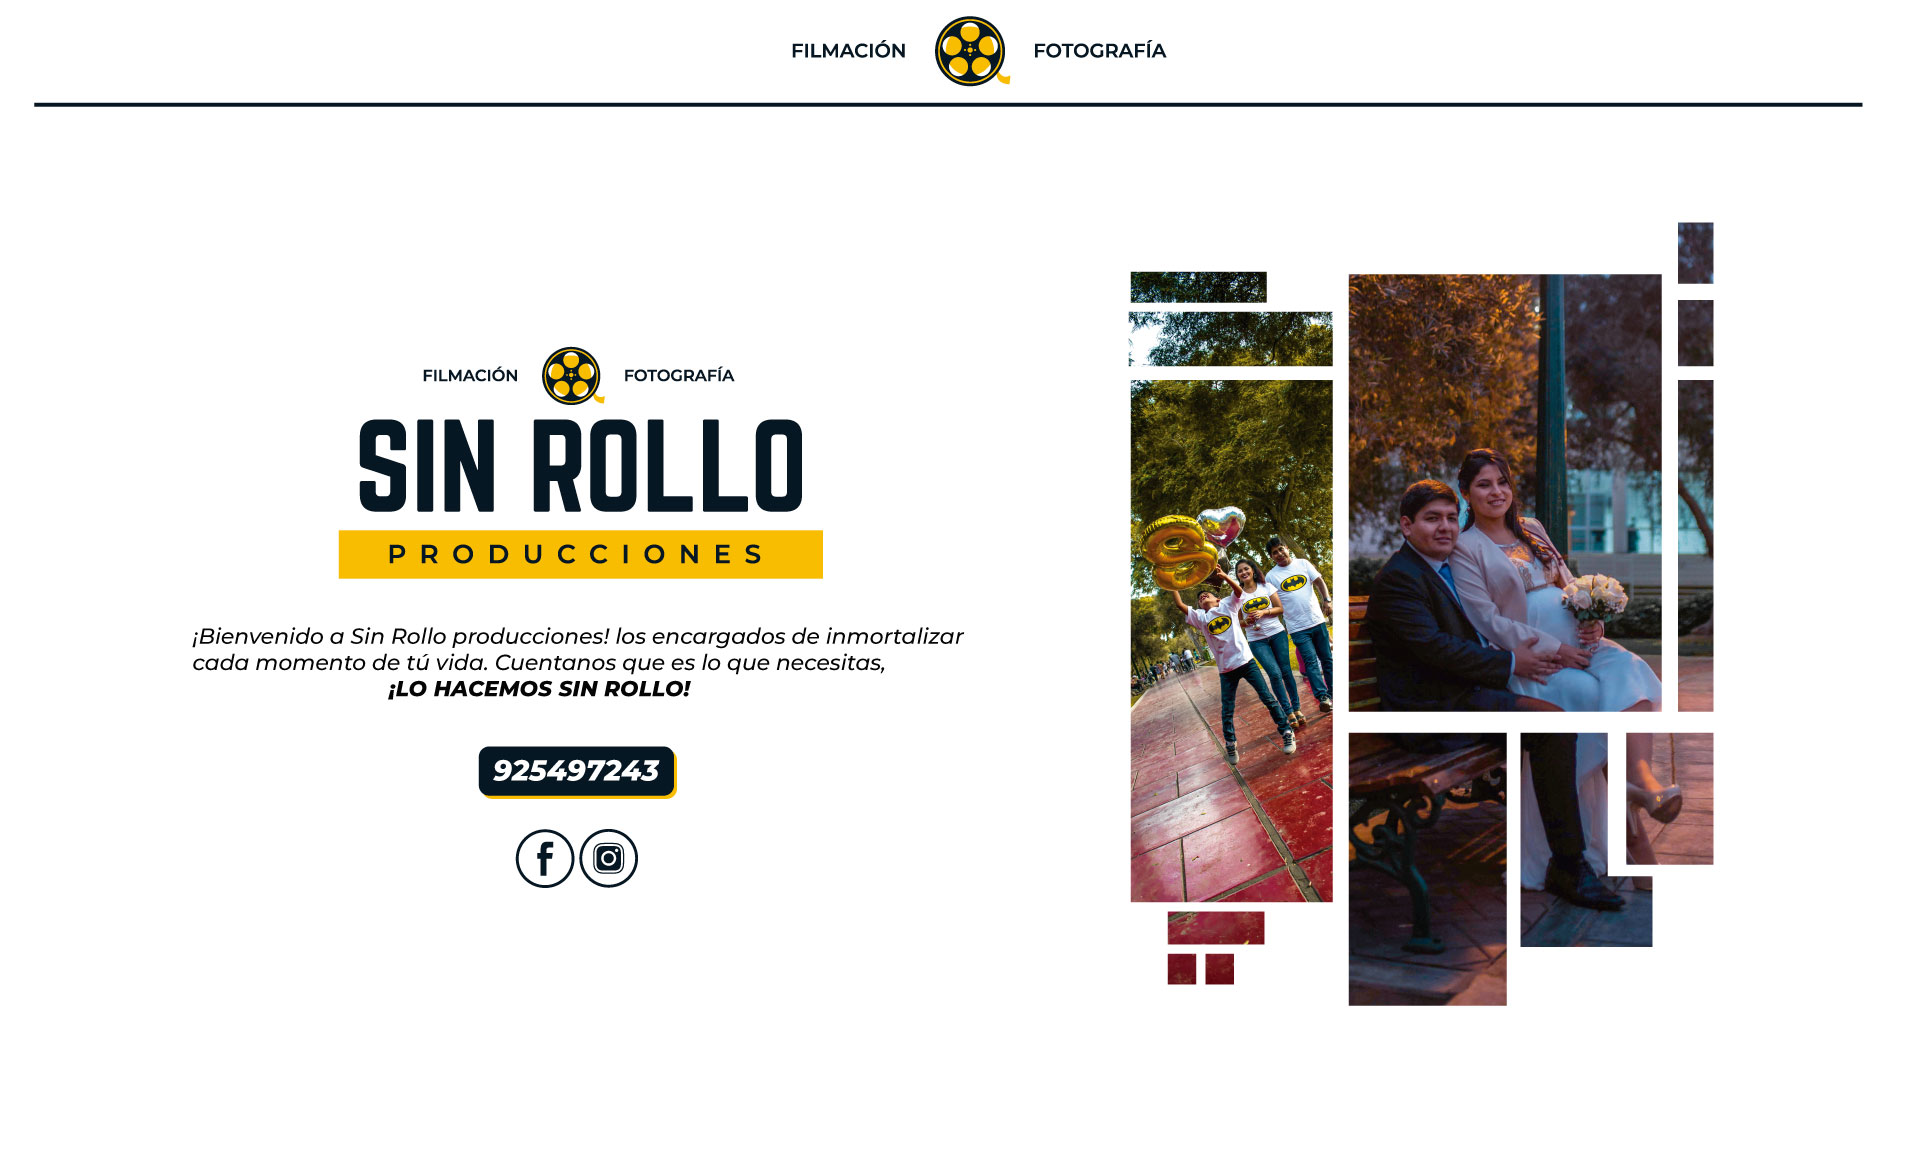 FILMACIÓN FOTOGRAFÍA
FILMACIÓN FOTOGRAFÍA
SIN ROLLO
PRODUCCIONES
¡Bienvenido a Sin Rollo producciones! los encargados de inmortalizar
cada momento de tú vida. Cuentanos que es lo que necesitas,
¡LO HACEMOS SIN ROLLO!
925497243